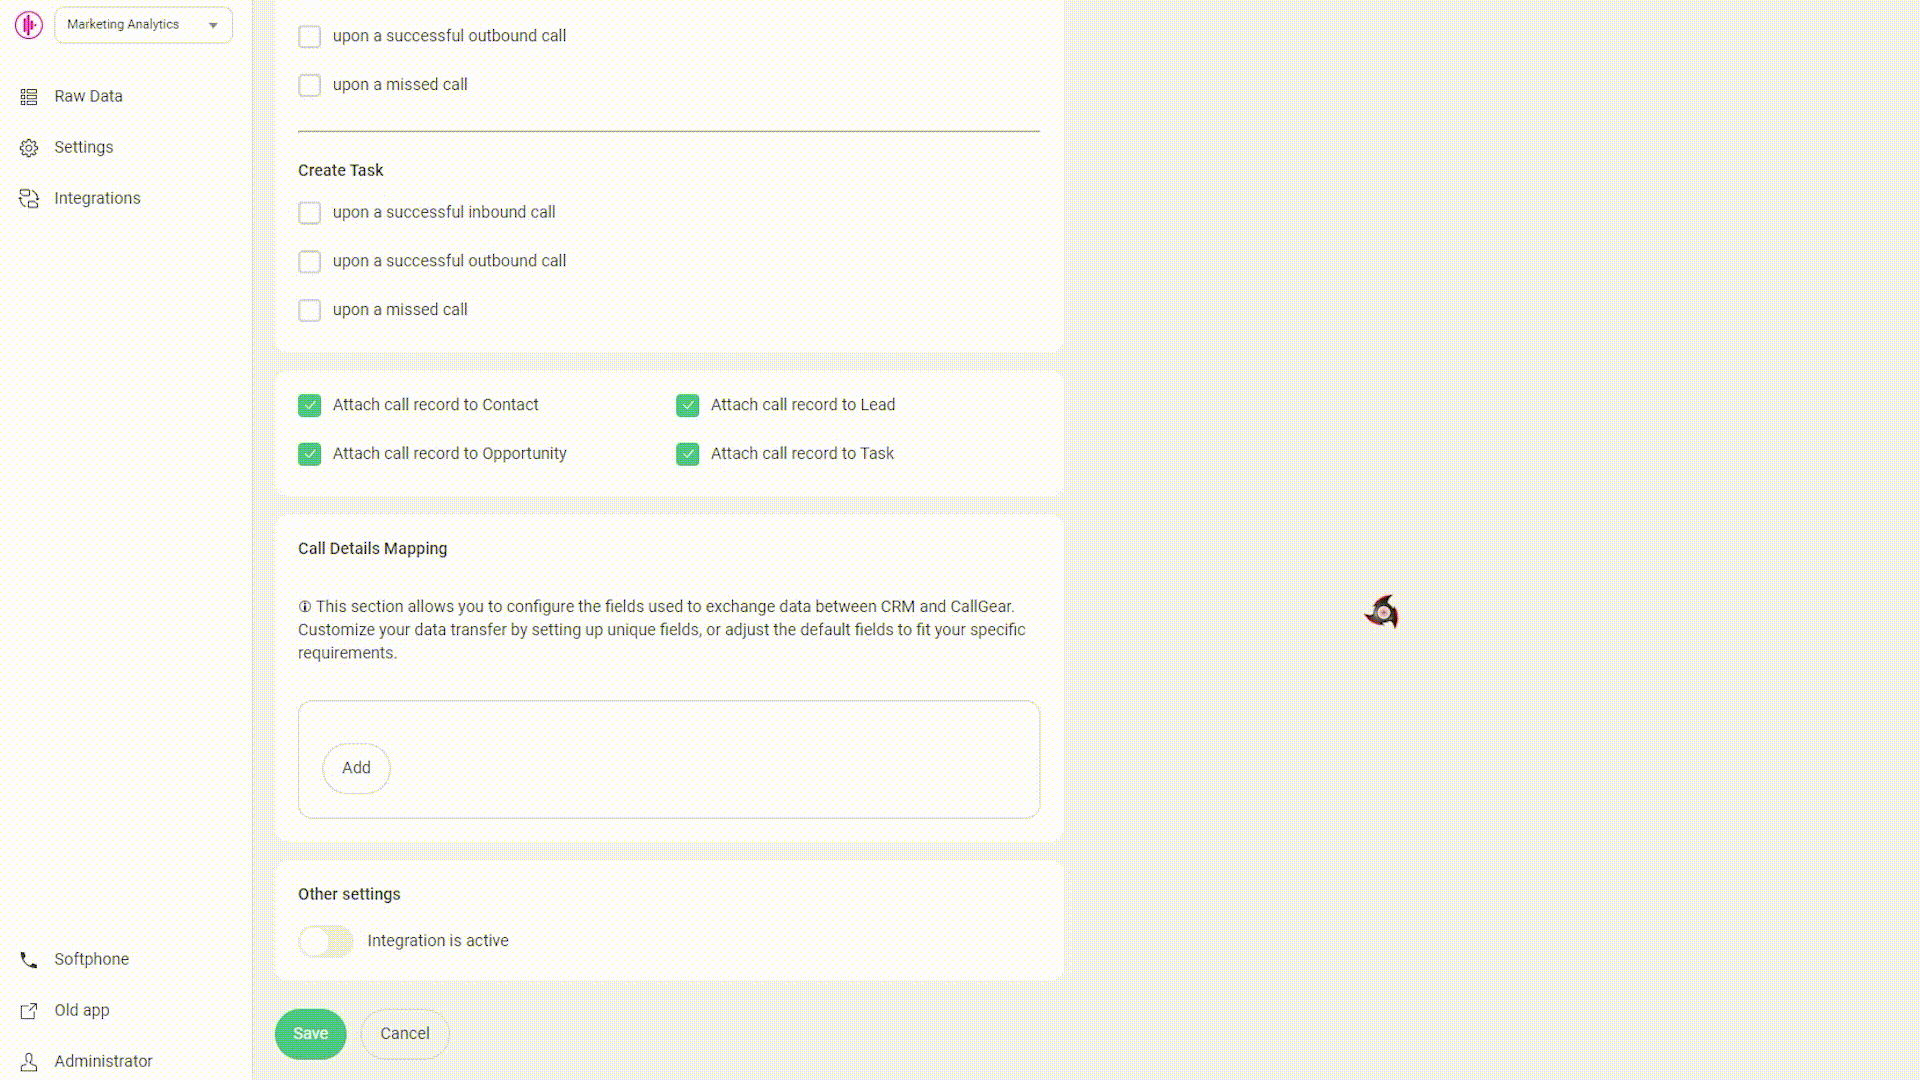 Marketing Analytics
Raw Data
Settings
Integrations
Softphone
Old app
Administrator
upon a successful outbound call
upon a missed call
Create Task
upon a successful inbound call
upon a successful outbound call
upon a missed call
Attach call record to Contact
Attach call record to Lead
Attach call record to Opportunity
Attach call record to Task
Call Details Mapping
This section allows you to configure the fields used to exchange data between CRM and CallGear.
Customize your data transfer by setting up unique fields, or adjust the default fields to fit your specific
requirements.
Add
Other settings
Integration is active
Save
Cancel